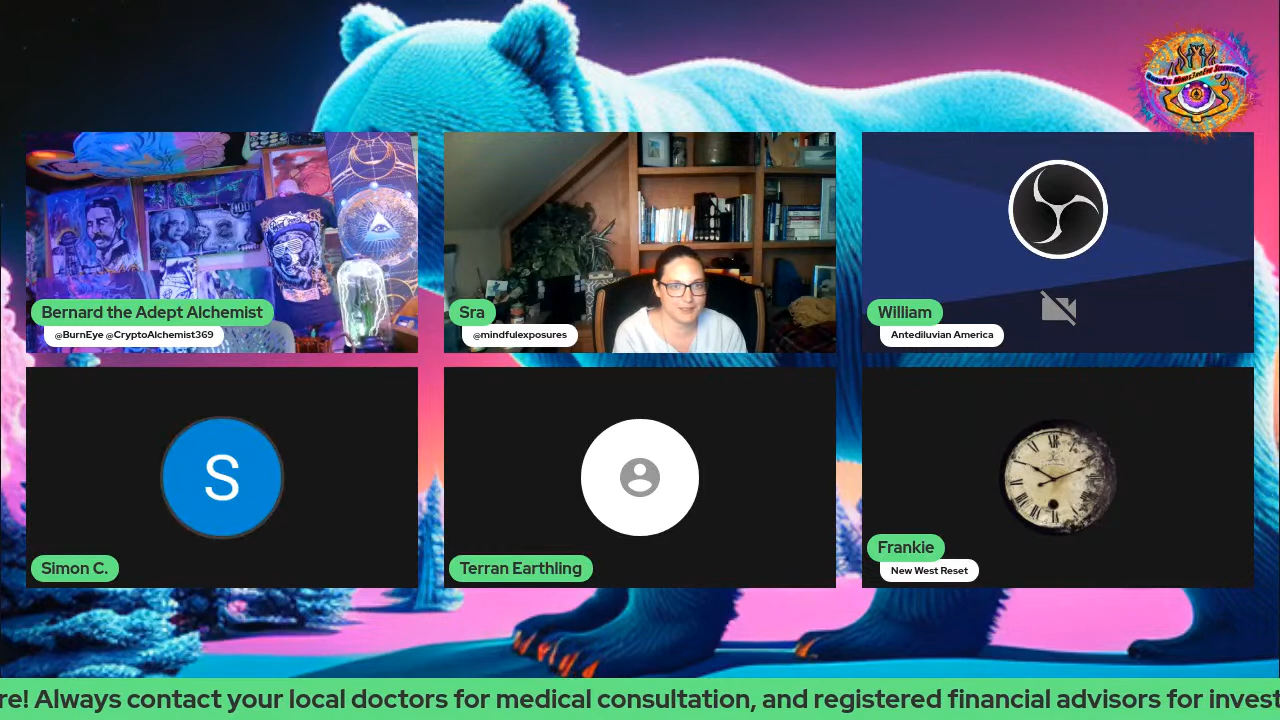 Bernard the Adept Alchemist
@BurnEye @CryptoAlchemist369
Sra
@mindfulexposures
William
Antediluvian America
S
Simon C.
Terran Earthling
Frankie
New West Reset
re! Always contact your local doctors for medical consultation, and registered financial advisors for invest